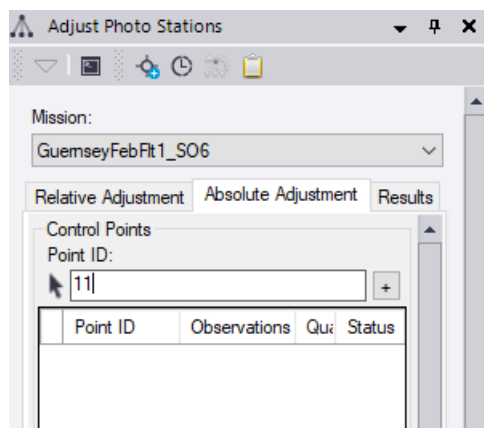 Adjust Photo Stations
Mission:
GuernseyFebFlt1_SO6
Relative Adjustment Absolute Adjustment Results
Control Points
Point ID:
11
+
Point ID Observations Qua Status